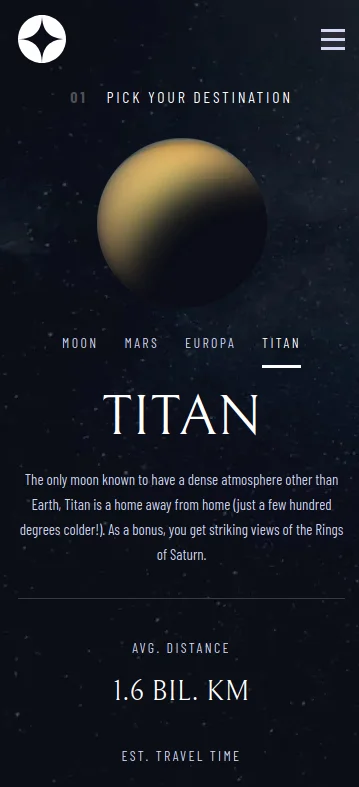 01 PICK YOUR DESTINATION
MOON MARS EUROPA TITAN
TITAN
The only moon known to have a dense atmosphere other than
Earth, Titan is a home away from home (just a few hundred
degrees colder!). As a bonus, you get striking views of the Rings
of Saturn.
AVG. DISTANCE
1.6 BIL. KM
EST. TRAVEL TIME